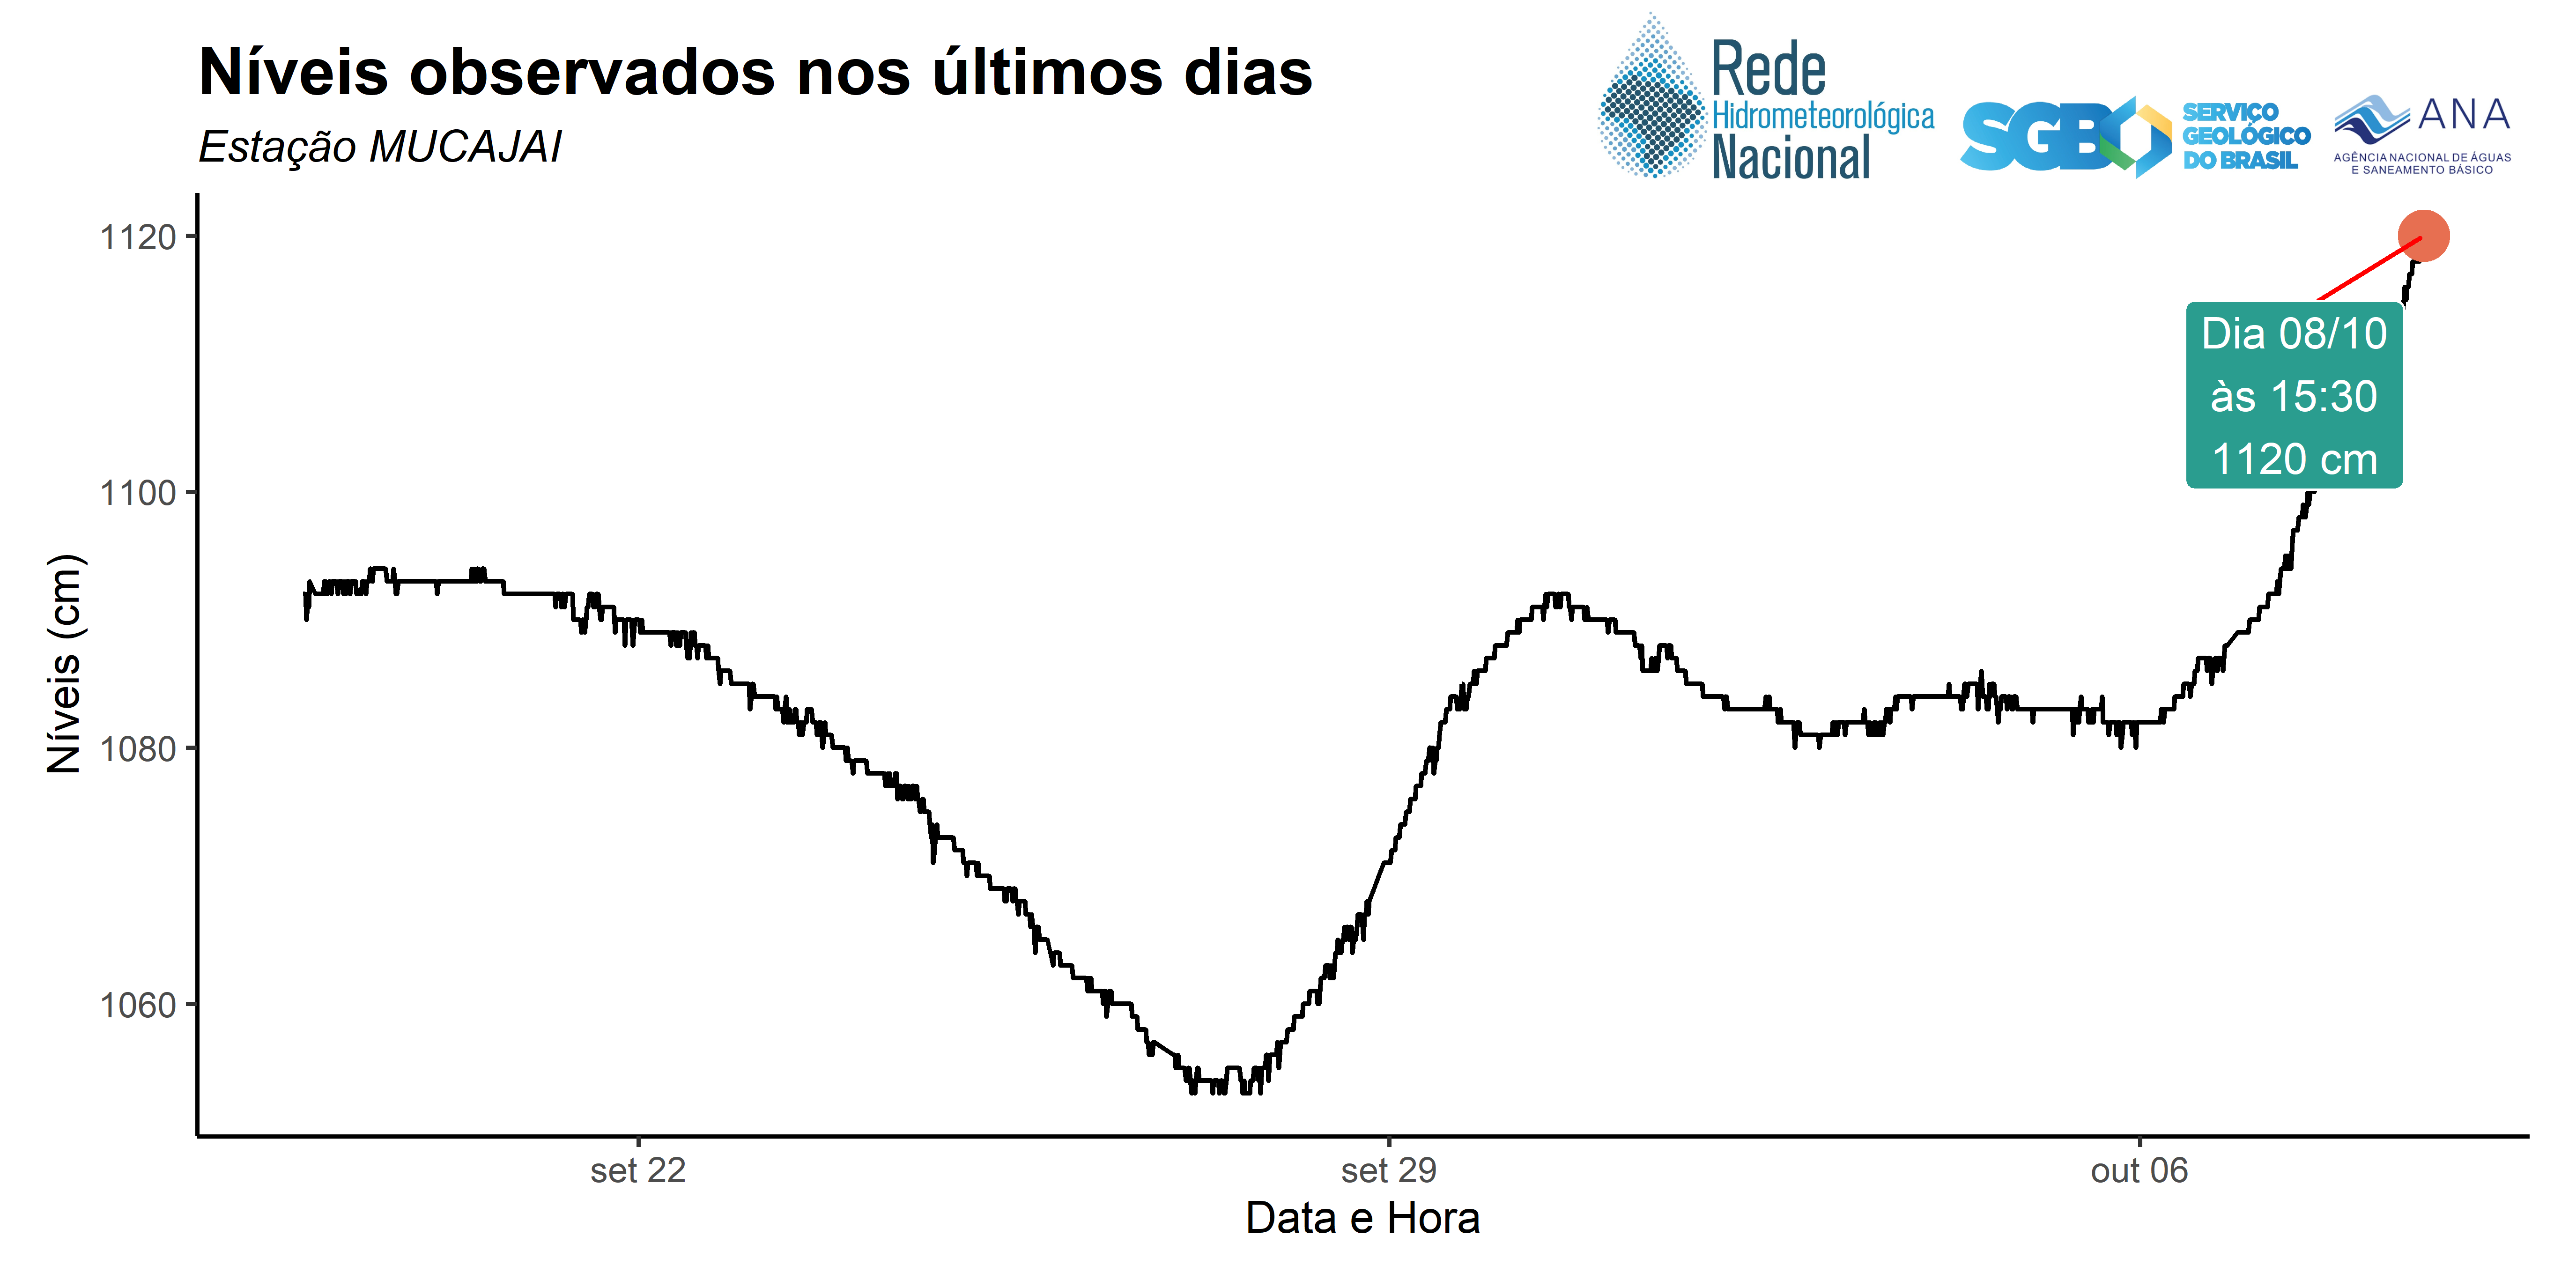 Níveis observados nos últimos dias
Estação MUCAJAI
Rede
Hidrometeorológica
Nacional
SGB
SERVIÇO
GEOLÓGICO
DO BRASIL
ANA
AGÊNCIA NACIONAL DE ÁGUAS
E SANEAMENTO BÁSICO
1120
1100
1080
1060
Níveis (cm)
Dia 08/10
às 15:30
1120 cm
set 22
set 29
out 06
Data e Hora